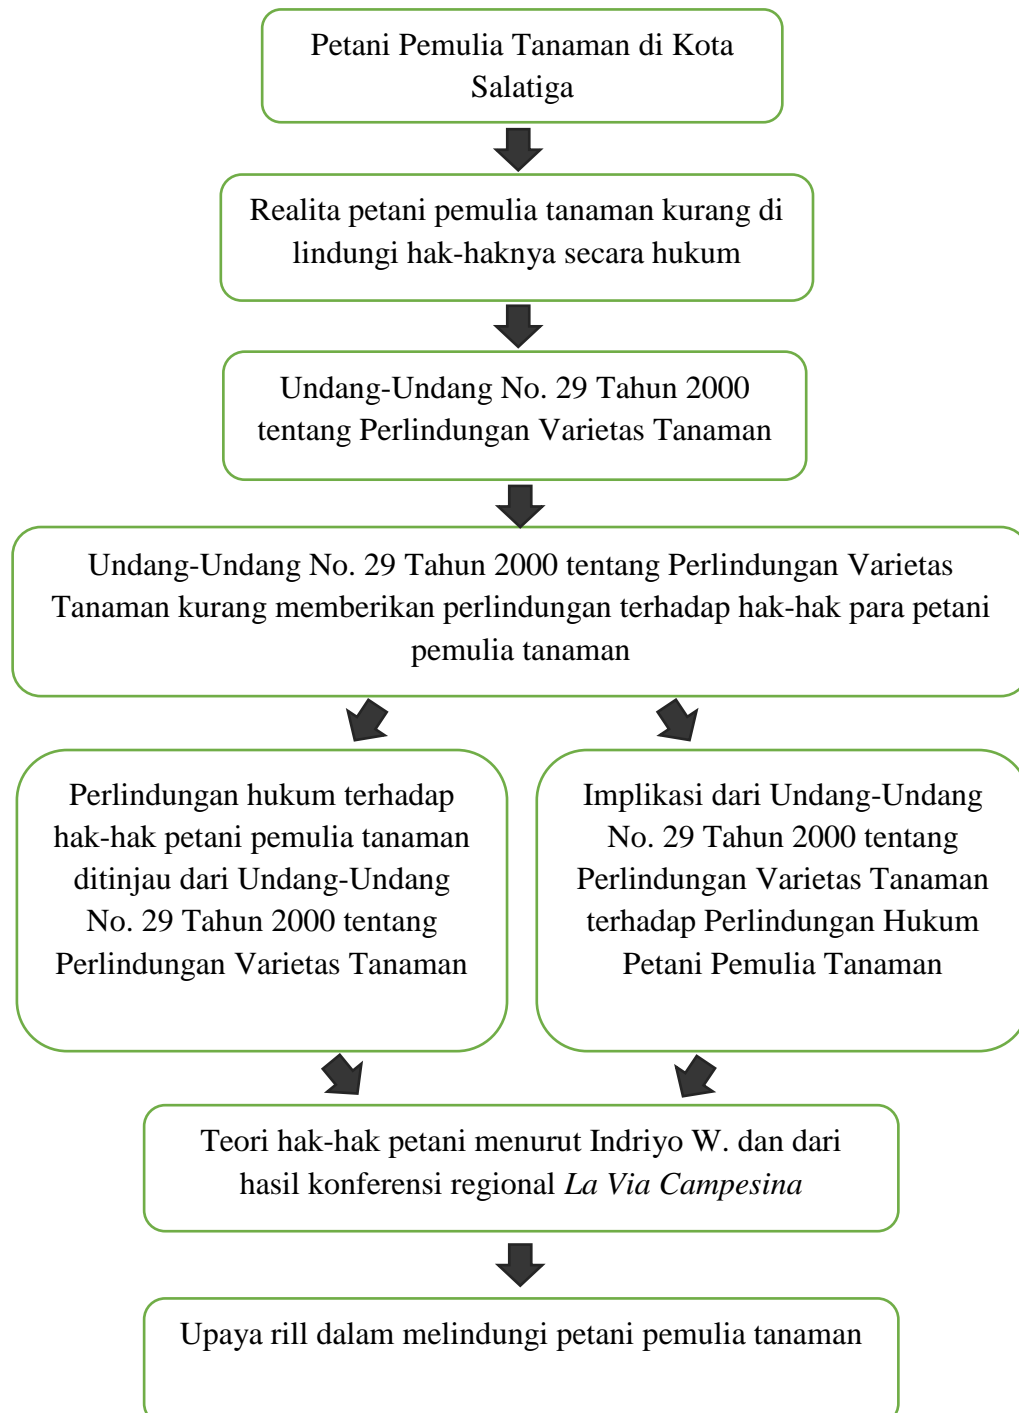 Petani Pemulia Tanaman di Kota
Salatiga
Realita petani pemulia tanaman kurang di
lindungi hak-haknya secara hukum
Undang-Undang No. 29 Tahun 2000
tentang Perlindungan Varietas Tanaman
Undang-Undang No. 29 Tahun 2000 tentang Perlindungan Varietas
Tanaman kurang memberikan perlindungan terhadap hak-hak para petani
pemulia tanaman
Perlindungan hukum terhadap
hak-hak petani pemulia tanaman
ditinjau dari Undang-Undang
No. 29 Tahun 2000 tentang
Perlindungan Varietas Tanaman
Implikasi dari Undang-Undang
No. 29 Tahun 2000 tentang
Perlindungan Varietas Tanaman
terhadap Perlindungan Hukum
Petani Pemulia Tanaman
Teori hak-hak petani menurut Indriyo W. dan dari
hasil konferensi regional La Via Campesina
Upaya rill dalam melindungi petani pemulia tanaman